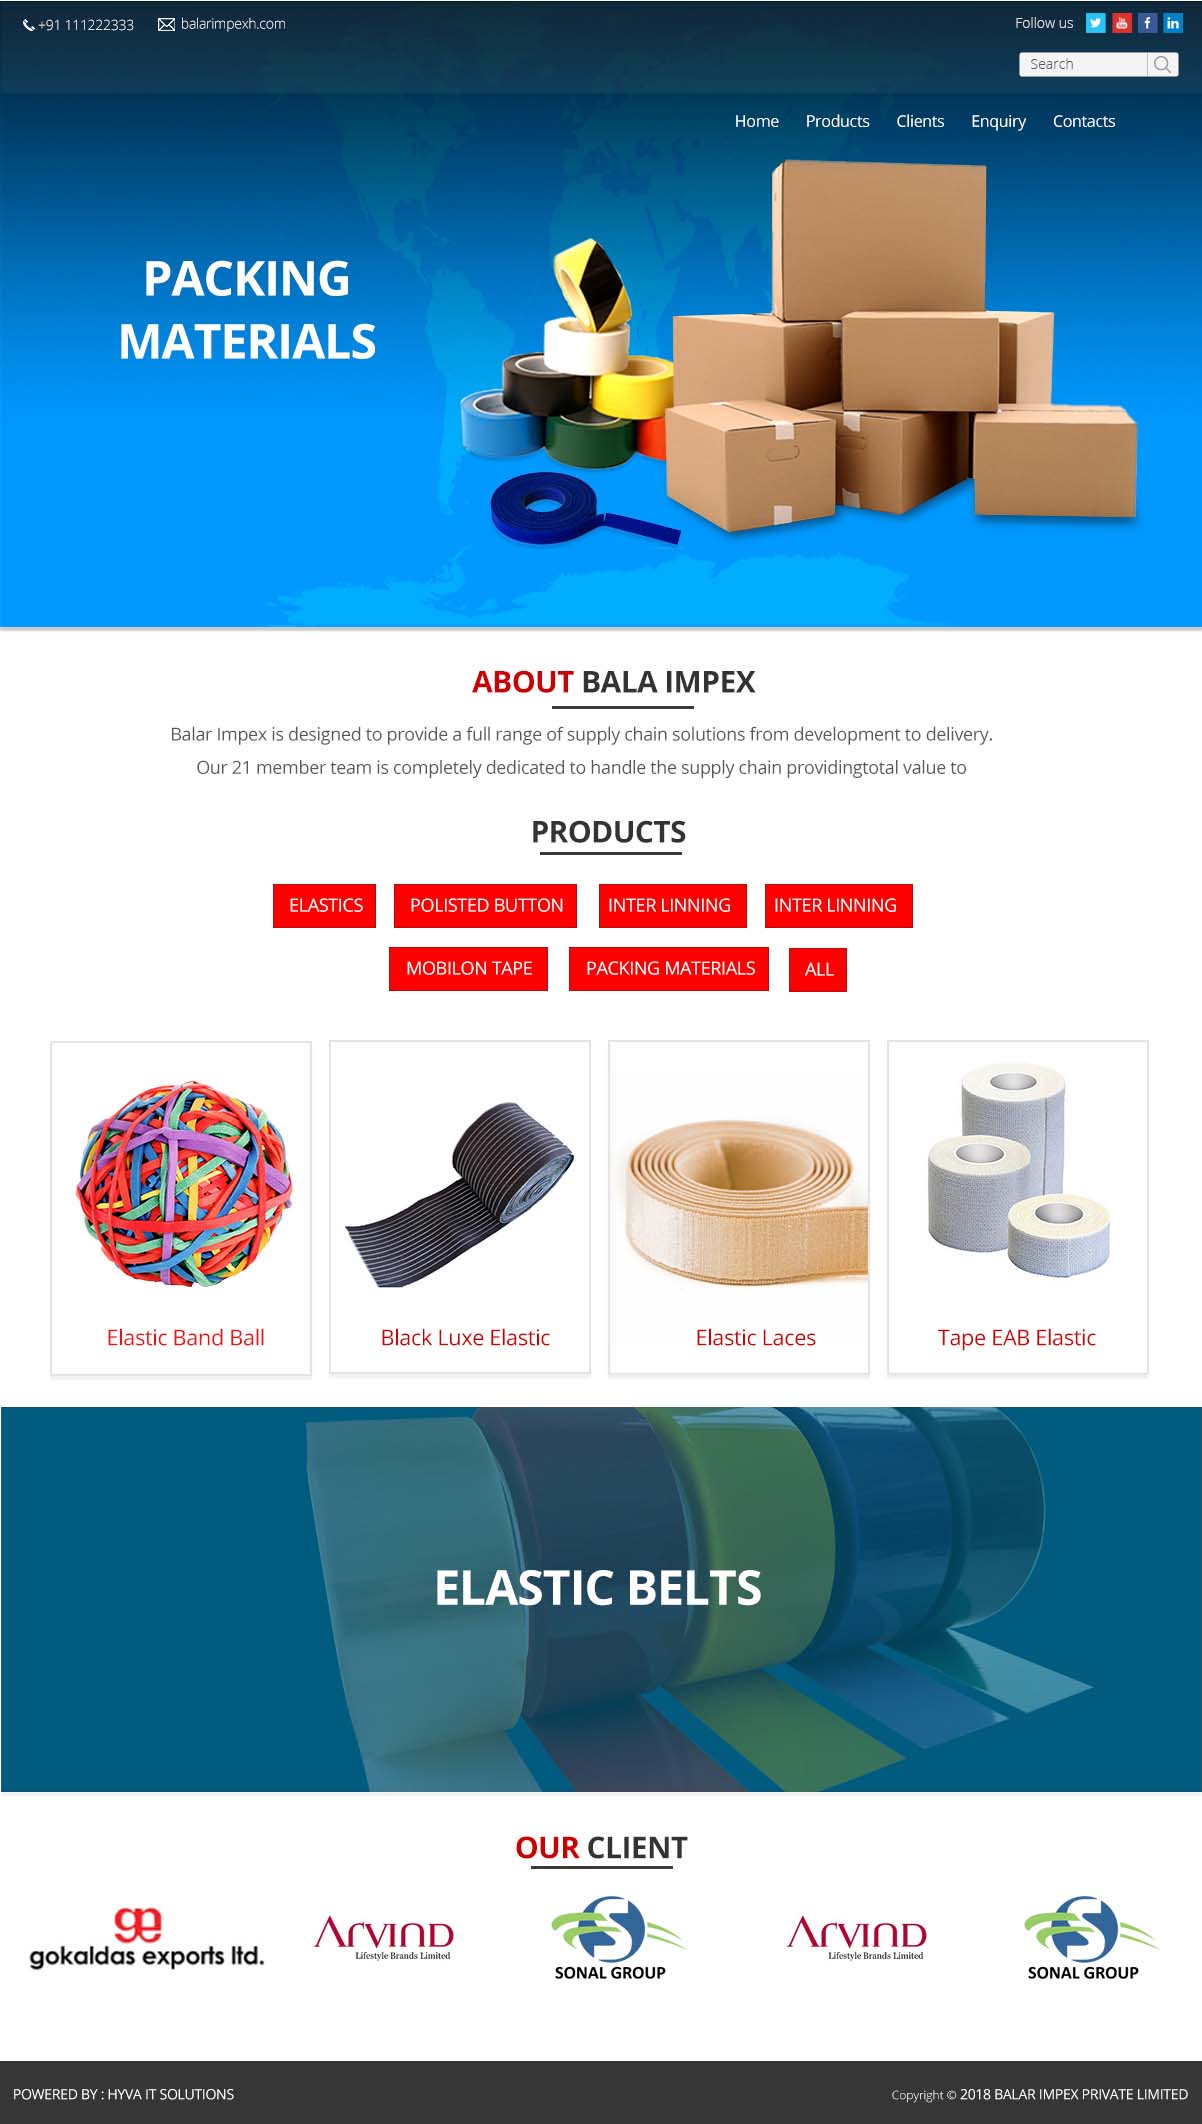 +91 111222333
balarimpexh.com
Follow us
Search
Home Products Clients Enquiry Contacts
PACKING
MATERIALS
ABOUT BALA IMPEX
Balar Impex is designed to provide a full range of supply chain solutions from development to delivery.
Our 21 member team is completely dedicated to handle the supply chain providingtotal value to
PRODUCTS
ELASTICS POLISTED BUTTON INTER LINNING INTER LINNING
MOBILON TAPE PACKING MATERIALS ALL
Elastic Band Ball Black Luxe Elastic Elastic Laces Tape EAB Elastic
ELASTIC BELTS
OUR CLIENT
ge
gokaldas exports ltd.
Arvind
Lifestyle Brands Limited
SONAL GROUP
Arvind
Lifestyle Brands Limited
SONAL GROUP
POWERED BY : HYVA IT SOLUTIONS
Copyright © 2018 BALAR IMPEX PRIVATE LIMITED